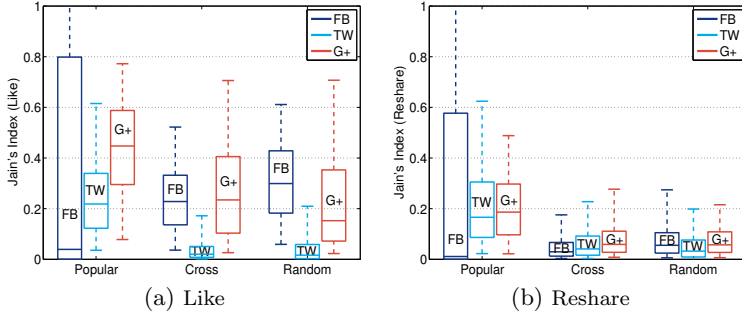 1
0.8
0.6
0.4
0.2
0
Jain's Index (Like)
FB
TW
G+
FB
TW
G+
FB
TW
G+
FB
TW
G+
Popular
Cross
Random
(a) Like
1
0.8
0.6
0.4
0.2
0
Jain's Index (Reshare)
FB
TW
G+
FB
TW
G+
FB
TW
G+
FB
TW
G+
Popular
Cross
Random
(b) Reshare